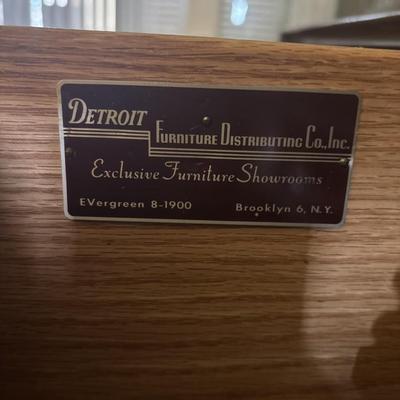 DETROIT
FURNITURE DISTRIBUTING CO., INC.
Exclusive Furniture Showrooms
EVergreen 8-1900 Brooklyn 6, N.Y.